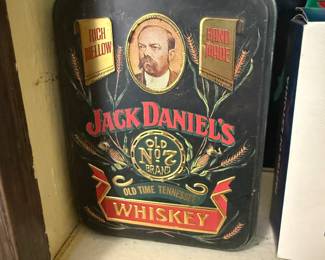 RICH MELLOW
HAND MADE
JACK DANIEL'S
OLD
No. 7
BRAND
OLD TIME TENNESSEE
WHISKEY